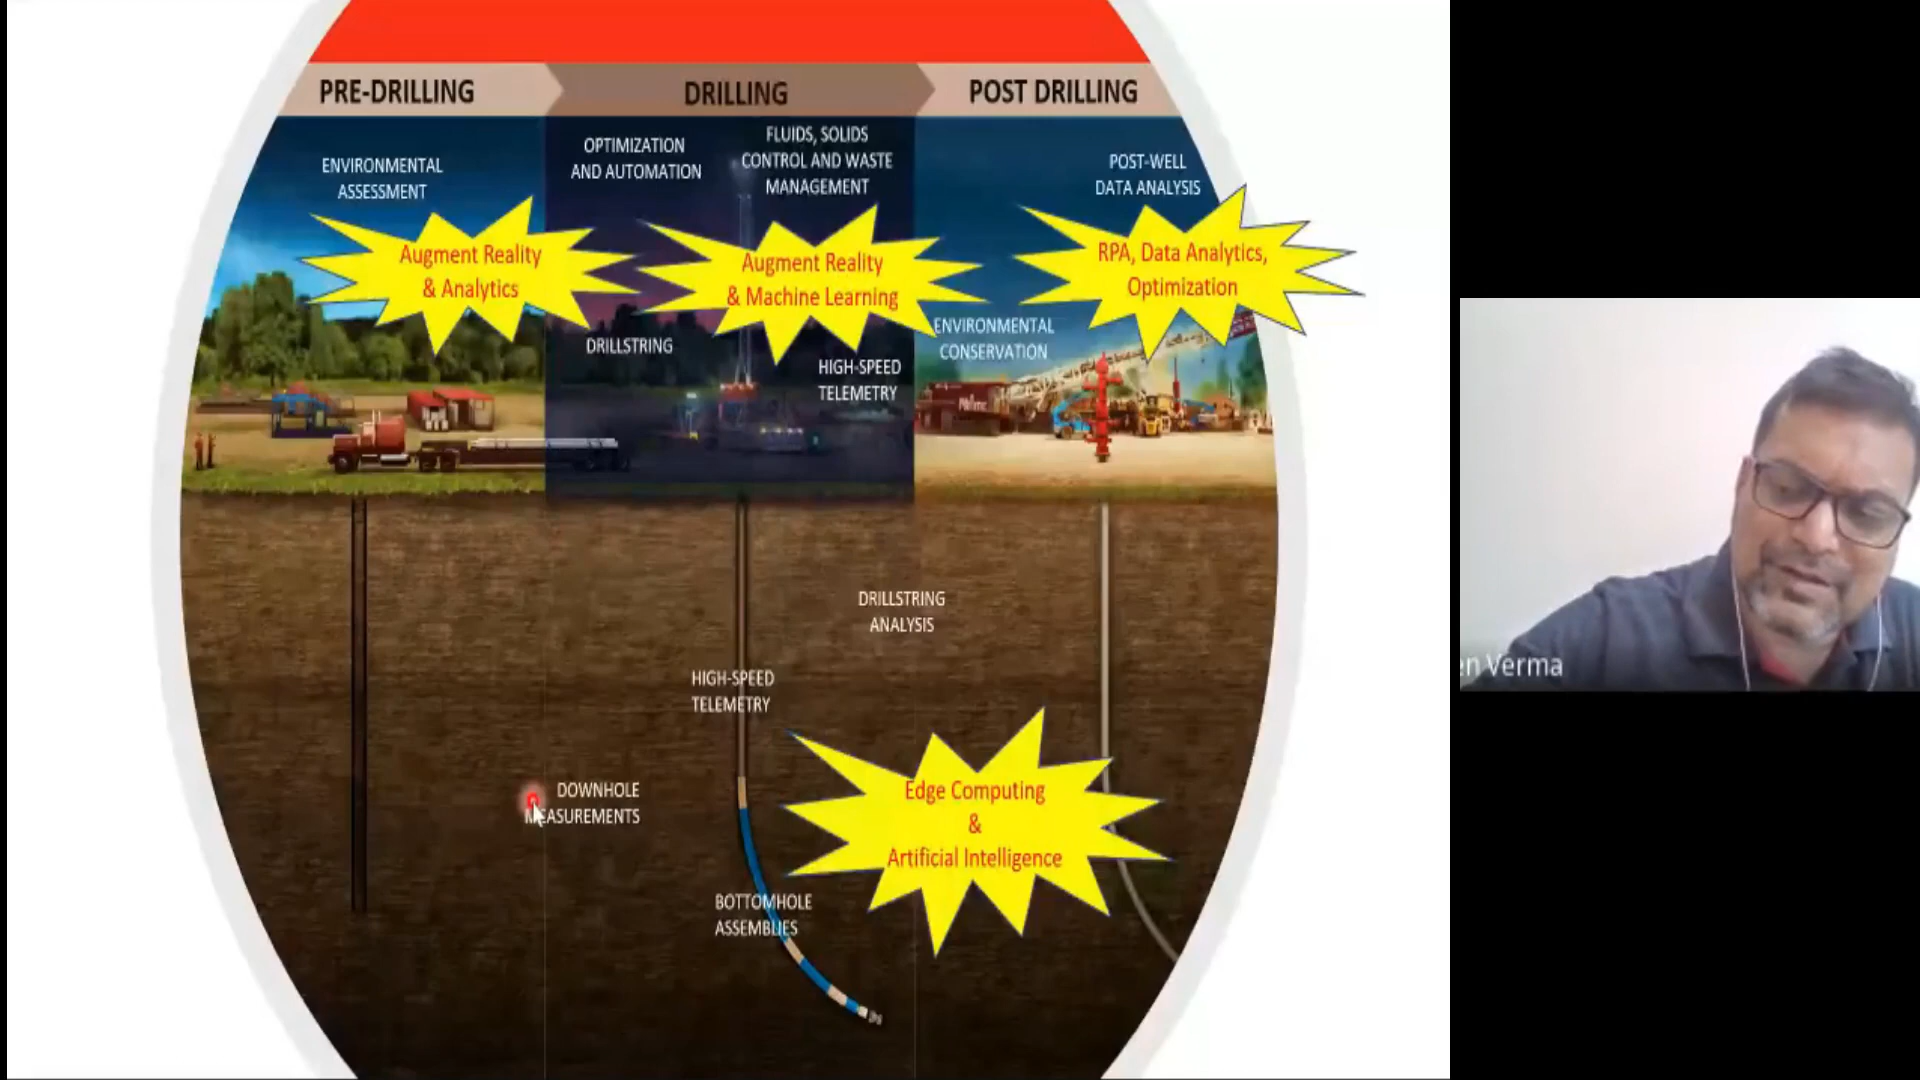 PRE-DRILLING
DRILLING
POST DRILLING
ENVIRONMENTAL
ASSESSMENT
OPTIMIZATION
AND AUTOMATION
FLUIDS, SOLIDS
CONTROL AND WASTE
MANAGEMENT
POST-WELL
DATA ANALYSIS
Augment Reality
& Analytics
Augment Reality
& Machine Learning
RPA, Data Analytics,
Optimization
DRILLSTRING
HIGH-SPEED
TELEMETRY
ENVIRONMENTAL
CONSERVATION
DRILLSTRING
ANALYSIS
HIGH-SPEED
TELEMETRY
DOWNHOLE
MEASUREMENTS
Edge Computing
&
Artificial Intelligence
BOTTOMHOLE
ASSEMBLIES
en Verma